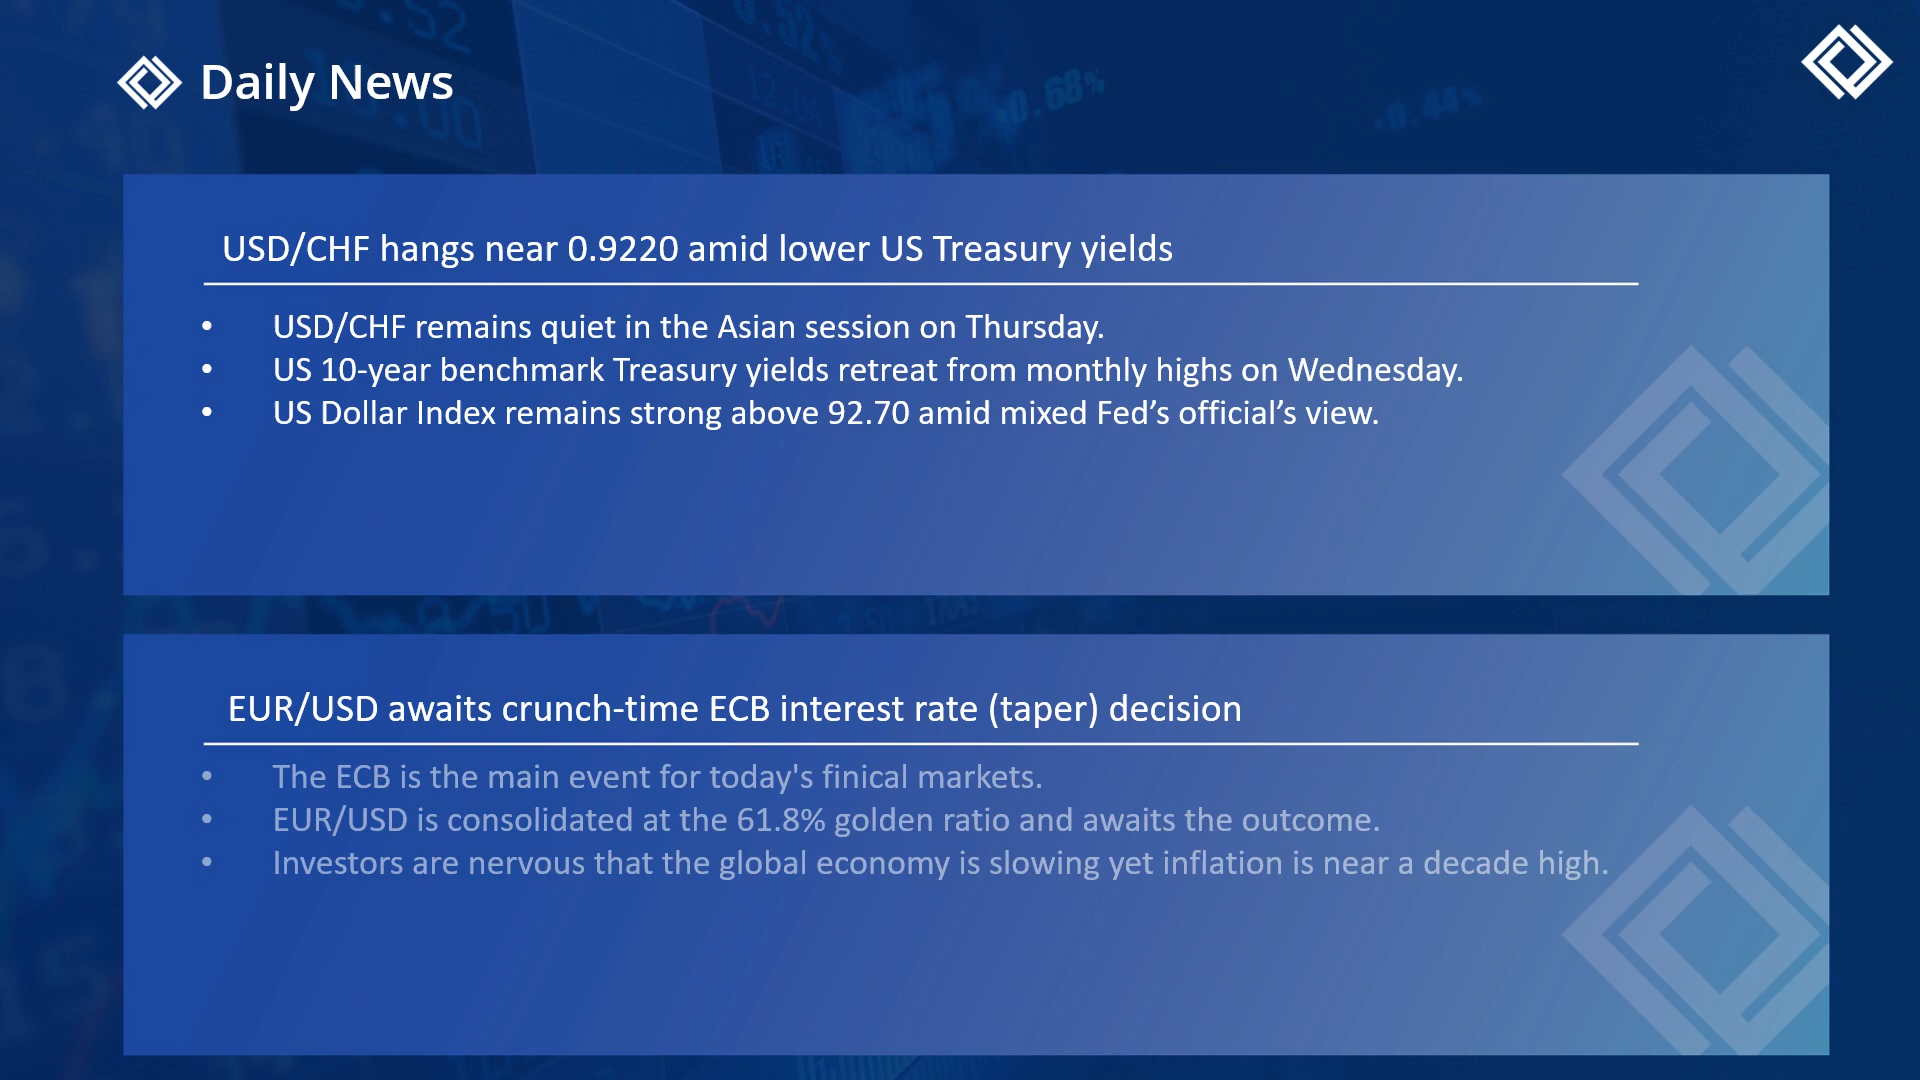 Daily News
USD/CHF hangs near 0.9220 amid lower US Treasury yields
• USD/CHF remains quiet in the Asian session on Thursday.
• US 10-year benchmark Treasury yields retreat from monthly highs on Wednesday.
• US Dollar Index remains strong above 92.70 amid mixed Fed’s official’s view.
EUR/USD awaits crunch-time ECB interest rate (taper) decision
• The ECB is the main event for today's finical markets.
• EUR/USD is consolidated at the 61.8% golden ratio and awaits the outcome.
• Investors are nervous that the global economy is slowing yet inflation is near a decade high.